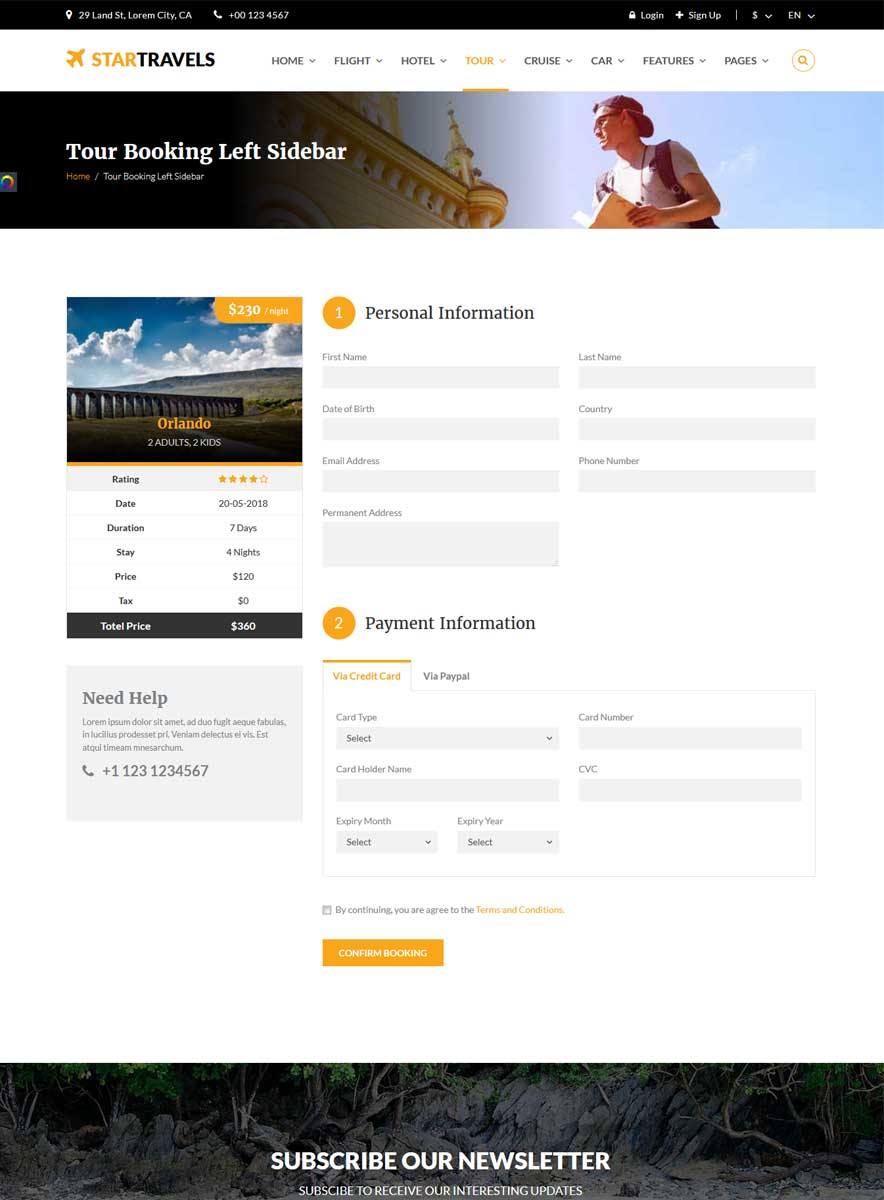 29 Land St, Lorem City, CA +00 123 4567 Login Sign Up $ EN
STARTRAVELS HOME FLIGHT HOTEL TOUR CRUISE CAR FEATURES PAGES
Tour Booking Left Sidebar
Home / Tour Booking Left Sidebar
$230 / night
Orlando
2 ADULTS, 2 KIDS
Rating
Date 20-05-2018
Duration 7 Days
Stay 4 Nights
Price $120
Tax $0
Totel Price $360
Need Help
Lorem ipsum dolor sit amet, ad duo fugit aeque fabulas,
in lucilius prodesset pri. Veniam delectus ei vis. Est
atqui timeam mnesarchum.
+1 123 1234567
1 Personal Information
First Name Last Name
Date of Birth Country
Email Address Phone Number
Permanent Address
2 Payment Information
Via Credit Card Via Paypal
Card Type Card Number
Select
Card Holder Name CVC
Expiry Month Expiry Year
Select Select
By continuing, you are agree to the Terms and Conditions.
CONFIRM BOOKING
SUBSCRIBE OUR NEWSLETTER
SUBSCIBE TO RECEIVE OUR INTERESTING UPDATES